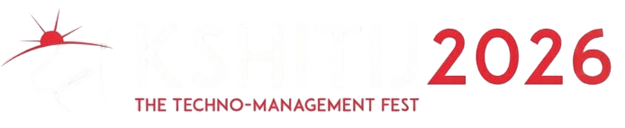 KSHITIJ 2026
THE TECHNO-MANAGEMENT FEST